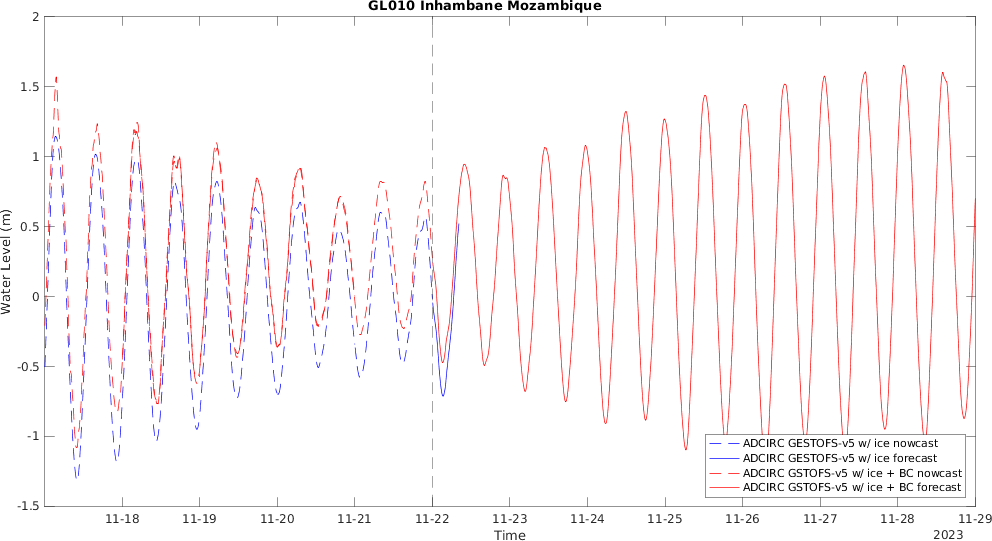 GL010 Inhambane Mozambique
2
1.5
1
0.5
0
-0.5
-1
-1.5
Water Level (m)
ADCIRC GESTOFS-v5 w/ ice nowcast
ADCIRC GESTOFS-v5 w/ ice forecast
ADCIRC GSTOFS-v5 w/ ice + BC nowcast
ADCIRC GSTOFS-v5 w/ ice + BC forecast
11-18 11-19 11-20 11-21 11-22 11-23 11-24 11-25 11-26 11-27 11-28 11-29
Time
2023